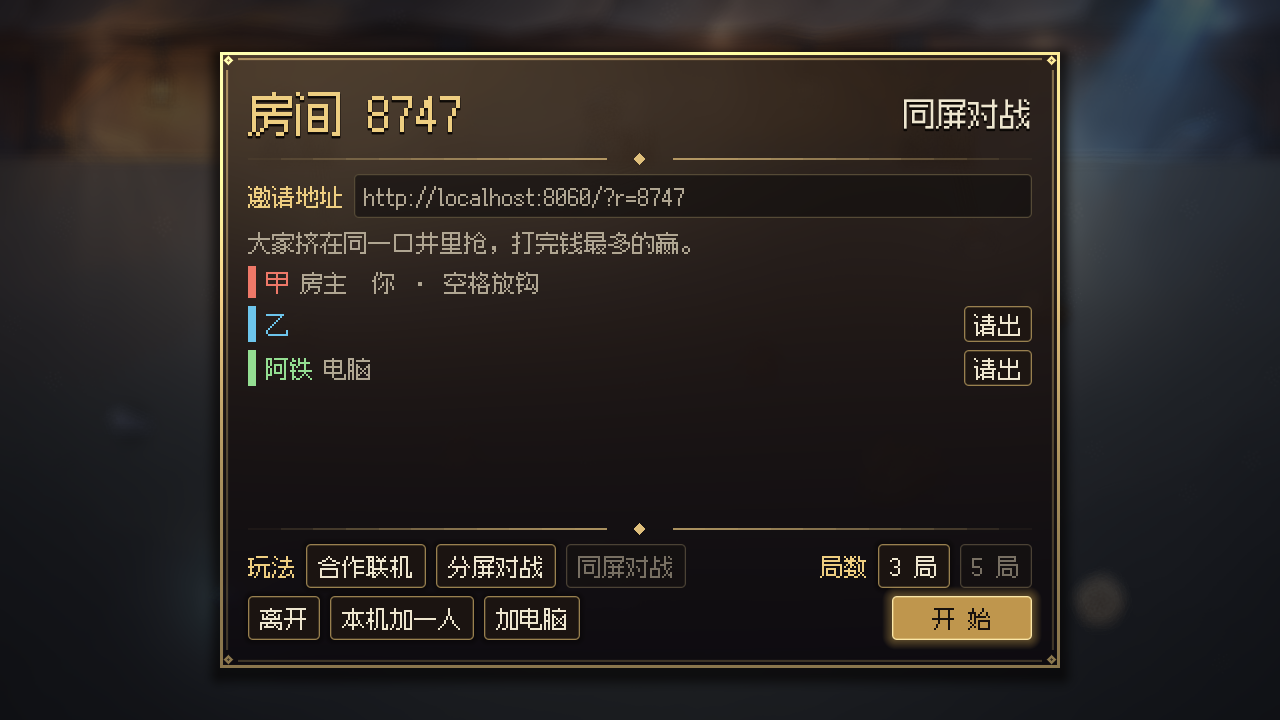 房间 8747
同屏对战
邀请地址 http://localhost:8060/?r=8747
大家挤在同一口井里抢，打完钱最多的赢。
甲 房主 你 · 空格放钩
乙 请出
阿铁 电脑 请出
玩法 合作联机 分屏对战 同屏对战 局数 3 局 5 局
离开 本机加一人 加电脑 开 始